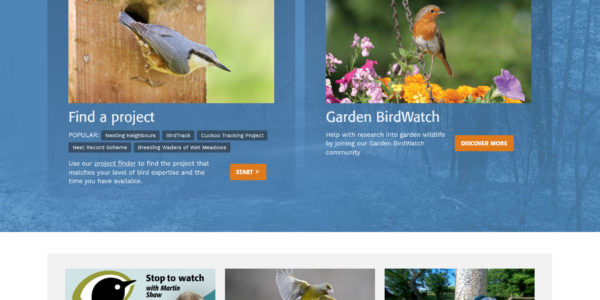 Find a project
POPULAR: Nesting Neighbours BirdTrack Cuckoo Tracking Project
Nest Record Scheme Breeding Waders of Wet Meadows
Use our project finder to find the project that
matches your level of bird expertise and the
time you have available.
START
Garden BirdWatch
Help with research into garden wildlife
by joining our Garden BirdWatch
community
DISCOVER MORE
Stop to watch
with Martin
Shaw